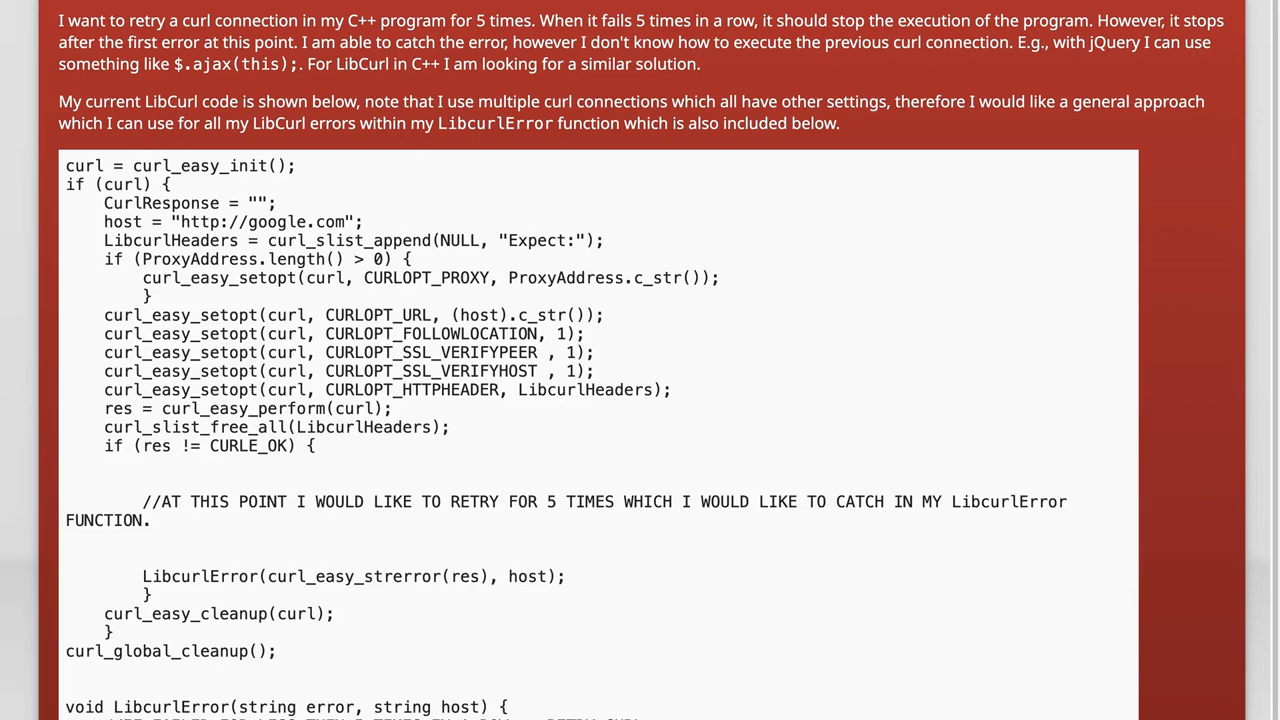 I want to retry a curl connection in my C++ program for 5 times. When it fails 5 times in a row, it should stop the execution of the program. However, it stops
after the first error at this point. I am able to catch the error, however I don't know how to execute the previous curl connection. E.g., with jQuery I can use
something like $.ajax(this);. For LibCurl in C++ I am looking for a similar solution.
My current LibCurl code is shown below, note that I use multiple curl connections which all have other settings, therefore I would like a general approach
which I can use for all my LibCurl errors within my LibcurlError function which is also included below.
curl = curl_easy_init();
if (curl) {
    CurlResponse = "";
    host = "http://google.com";
    LibcurlHeaders = curl_slist_append(NULL, "Expect:");
    if (ProxyAddress.length() > 0) {
        curl_easy_setopt(curl, CURLOPT_PROXY, ProxyAddress.c_str());
        }
    curl_easy_setopt(curl, CURLOPT_URL, (host).c_str());
    curl_easy_setopt(curl, CURLOPT_FOLLOWLOCATION, 1);
    curl_easy_setopt(curl, CURLOPT_SSL_VERIFYPEER , 1);
    curl_easy_setopt(curl, CURLOPT_SSL_VERIFYHOST , 1);
    curl_easy_setopt(curl, CURLOPT_HTTPHEADER, LibcurlHeaders);
    res = curl_easy_perform(curl);
    curl_slist_free_all(LibcurlHeaders);
    if (res != CURLE_OK) {
        //AT THIS POINT I WOULD LIKE TO RETRY FOR 5 TIMES WHICH I WOULD LIKE TO CATCH IN MY LibcurlError
FUNCTION.
        LibcurlError(curl_easy_strerror(res), host);
        }
    curl_easy_cleanup(curl);
    }
curl_global_cleanup();
void LibcurlError(string error, string host) {